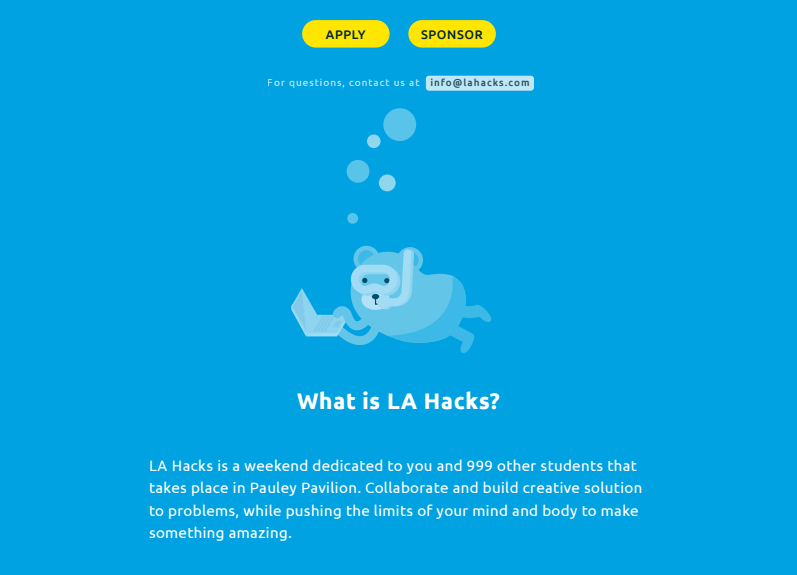 APPLY SPONSOR
For questions, contact us at info@lahacks.com
What is LA Hacks?
LA Hacks is a weekend dedicated to you and 999 other students that
takes place in Pauley Pavilion. Collaborate and build creative solution
to problems, while pushing the limits of your mind and body to make
something amazing.